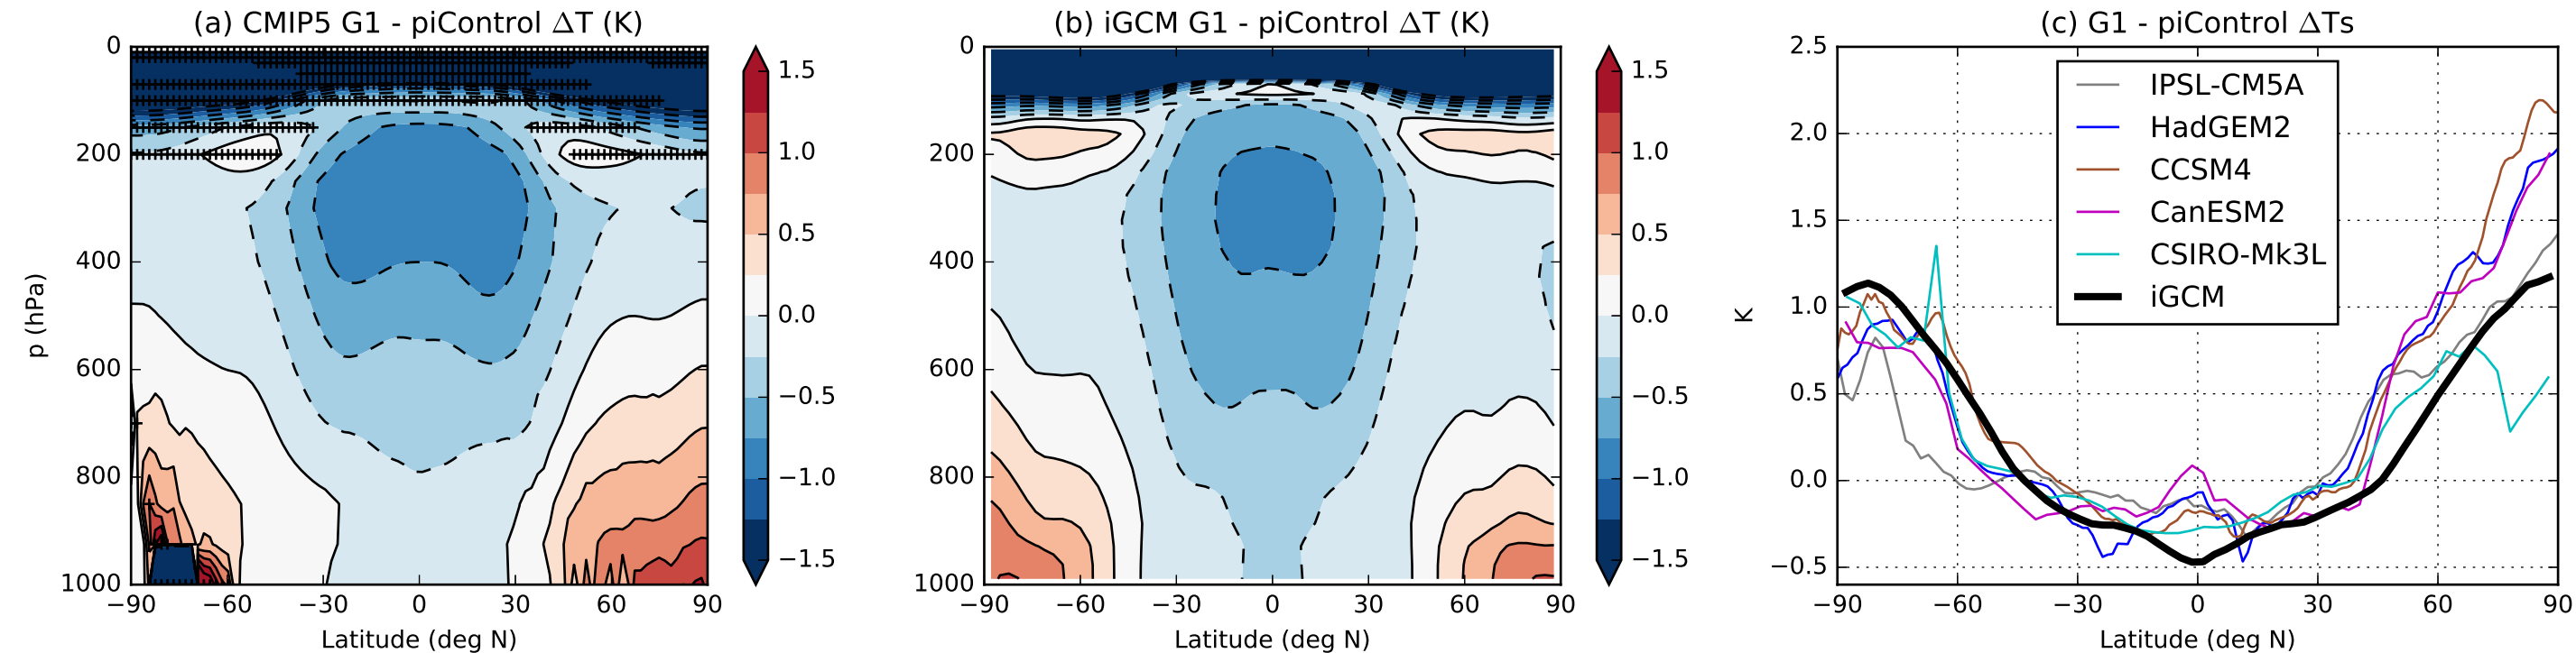 (a) CMIP5 G1 - piControl ΔT (K)
0
200
400
600
800
1000
p (hPa)
−90 −60 −30 0 30 60 90
Latitude (deg N)
1.5
1.0
0.5
0.0
−0.5
−1.0
−1.5
(b) iGCM G1 - piControl ΔT (K)
0
200
400
600
800
1000
−90 −60 −30 0 30 60 90
Latitude (deg N)
1.5
1.0
0.5
0.0
−0.5
−1.0
−1.5
(c) G1 - piControl ΔTs
2.5
2.0
1.5
1.0
0.5
0.0
−0.5
K
IPSL-CM5A
HadGEM2
CCSM4
CanESM2
CSIRO-Mk3L
iGCM
−90 −60 −30 0 30 60 90
Latitude (deg N)